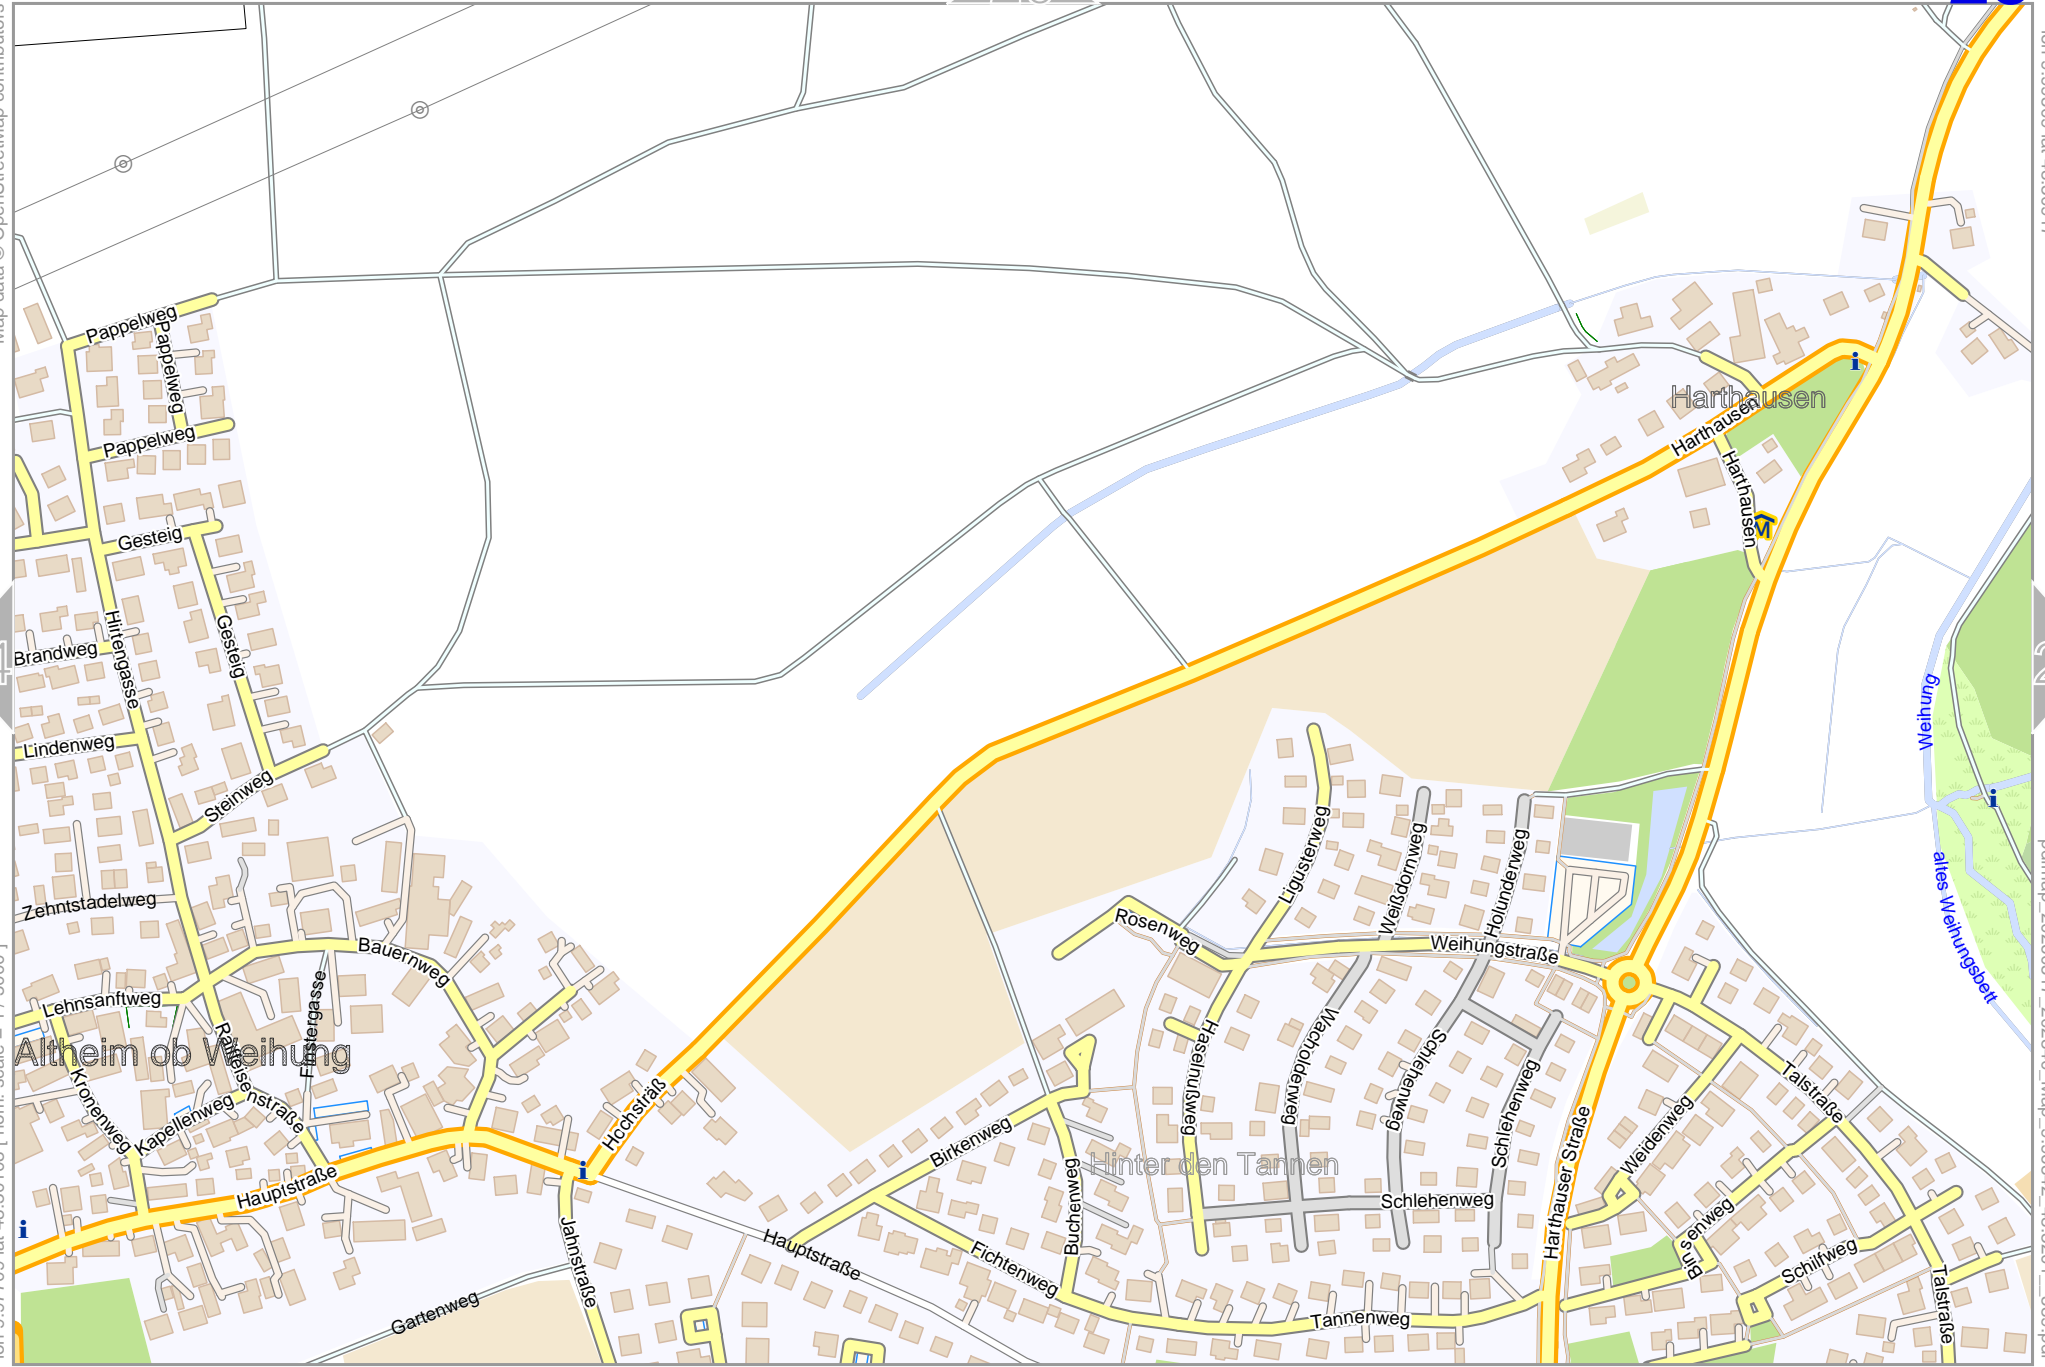 Pappelweg
Pappelweg
Pappelweg
Harthausen
Harthausen
Harthausen
Gesteig
Gesteig
Hirtengasse
Brandweg
Lindenweg
Steinweg
Weihung
altes Weihungsbett
Zehntstadelweg
Bauernweg
Lehnsanftweg
Finstergasse
Altheim ob Weihung
Raiffeisenstraße
Kronenweg
Kapellenweg
Hauptstraße
Hochsträß
Jahnstraße
Hauptstraße
Gartenweg
Rosenweg
Ligusterweg
Weißdornweg
Holunderweg
Weihungstraße
Haselnußweg
Wacholderweg
Schlehenweg
Schlehenweg
Schlehenweg
Birkenweg
Buchenweg
Hinter den Tannen
Fichtenweg
Tannenweg
Harthauser Straße
Talstraße
Weidenweg
Binsenweg
Schilfweg
Talstraße
M
i
i
i
i